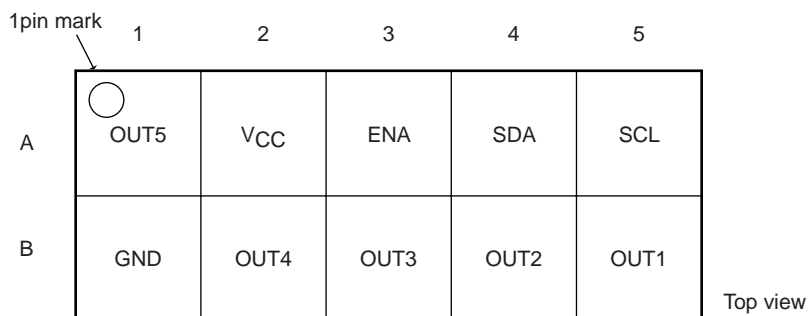 1pin mark
1 2 3 4 5
A OUT5 VCC ENA SDA SCL
B GND OUT4 OUT3 OUT2 OUT1
Top view